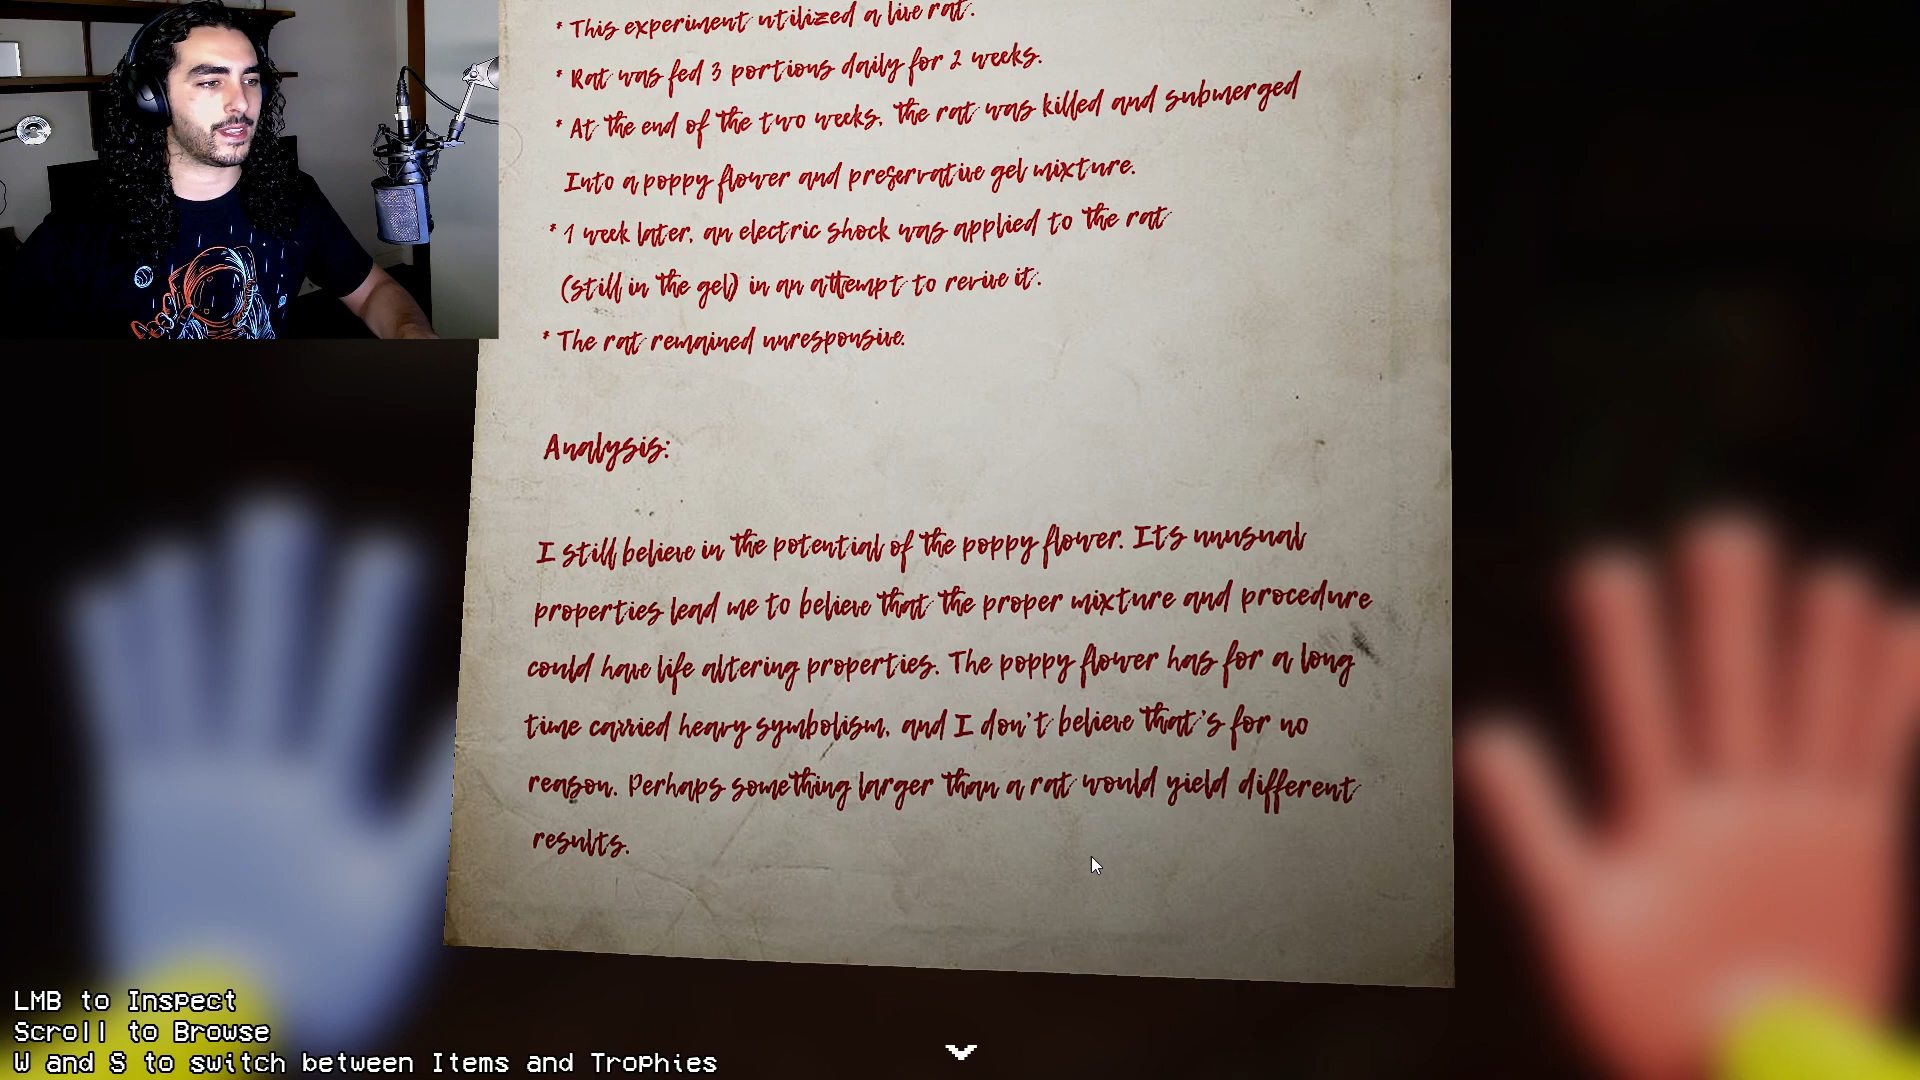 * This experiment utilized a live rat.
* Rat was fed 3 portions daily for 2 weeks.
* At the end of the two weeks, the rat was killed and submerged
Into a poppy flower and preservative gel mixture.
* 1 week later, an electric shock was applied to the rat
(still in the gel) in an attempt to revive it.
* The rat remained unresponsive.
Analysis:
I still believe in the potential of the poppy flower. Its unusual
properties lead me to believe that the proper mixture and procedure
could have life altering properties. The poppy flower has for a long
time carried heavy symbolism, and I don't believe that's for no
reason. Perhaps something larger than a rat would yield different
results.
LMB to Inspect
Scroll to Browse
W and S to switch between Items and Trophies